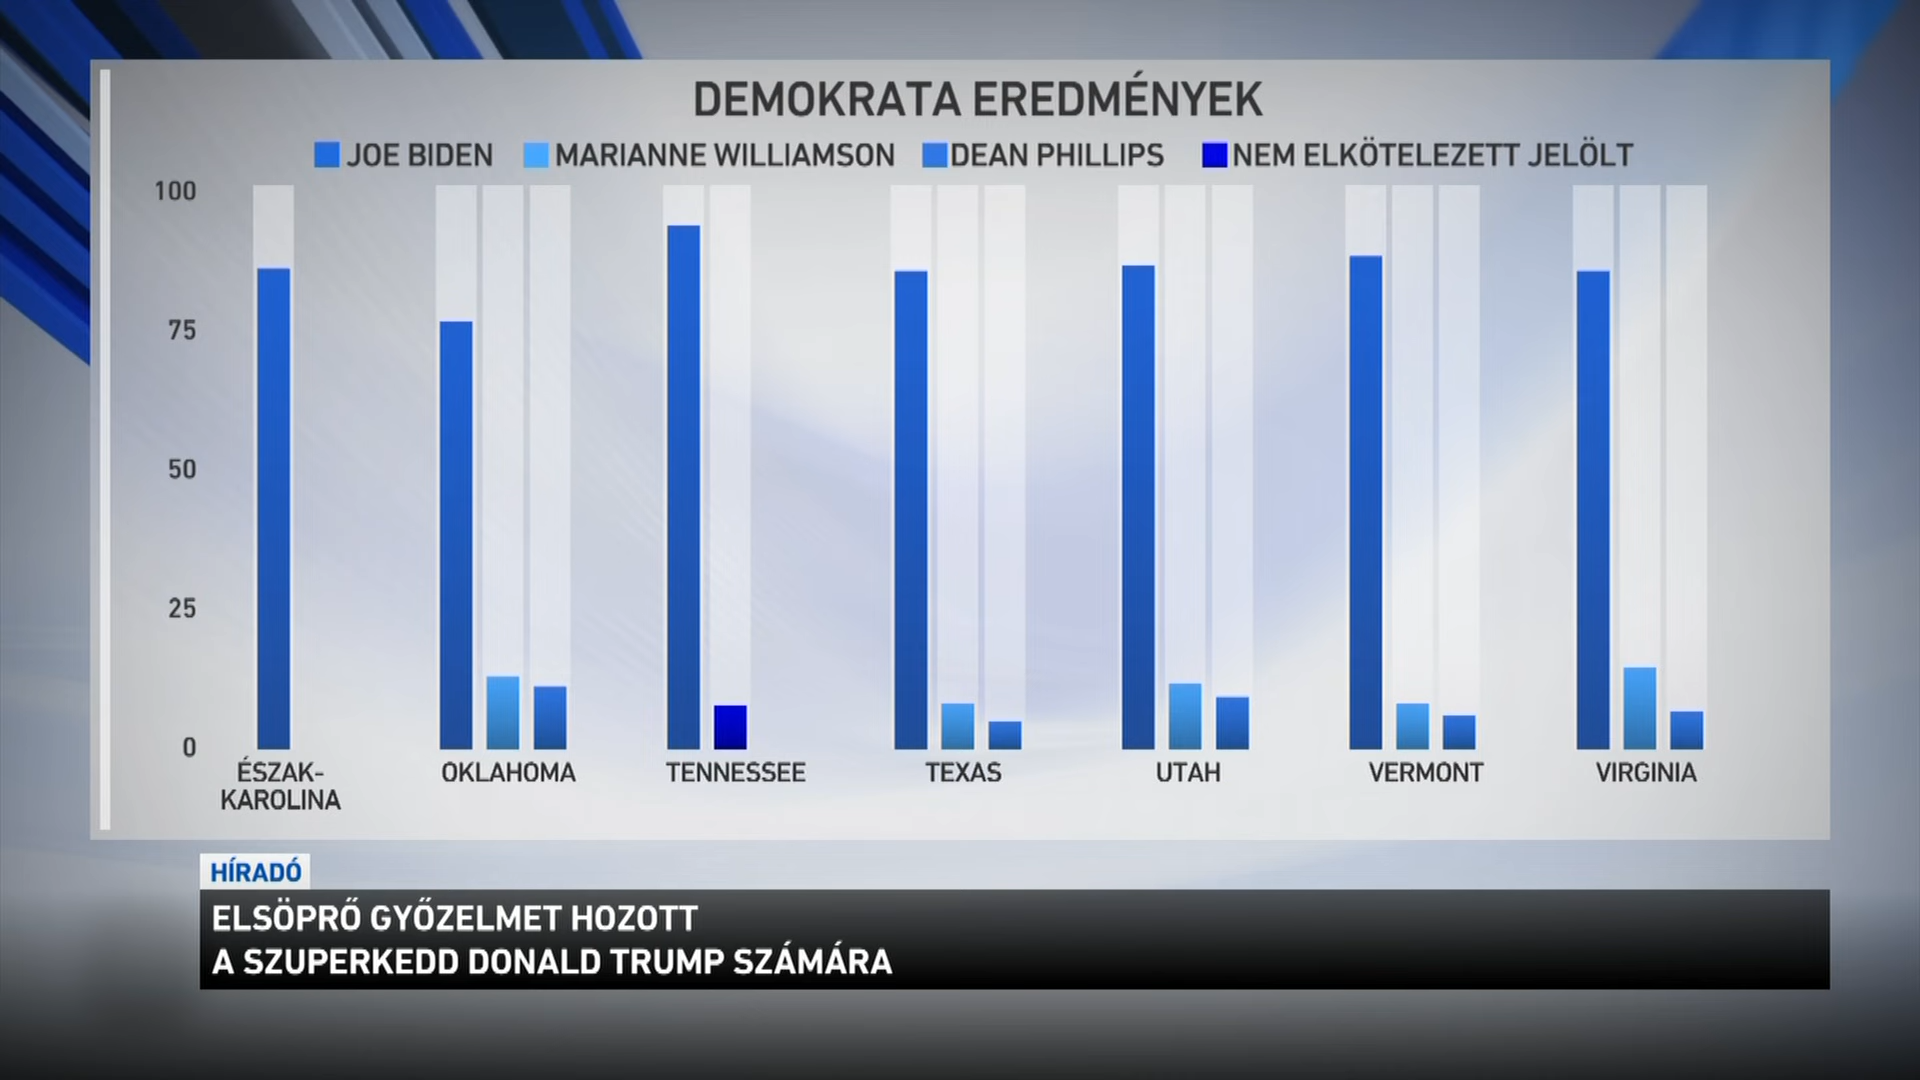 DEMOKRATA EREDMÉNYEK
JOE BIDEN MARIANNE WILLIAMSON DEAN PHILLIPS NEM ELKÖTELEZETT JELÖLT
100
75
50
25
0
ÉSZAK-
KAROLINA
OKLAHOMA
TENNESSEE
TEXAS
UTAH
VERMONT
VIRGINIA
HÍRADÓ
ELSÖPRŐ GYŐZELMET HOZOTT
A SZUPERKEDD DONALD TRUMP SZÁMÁRA